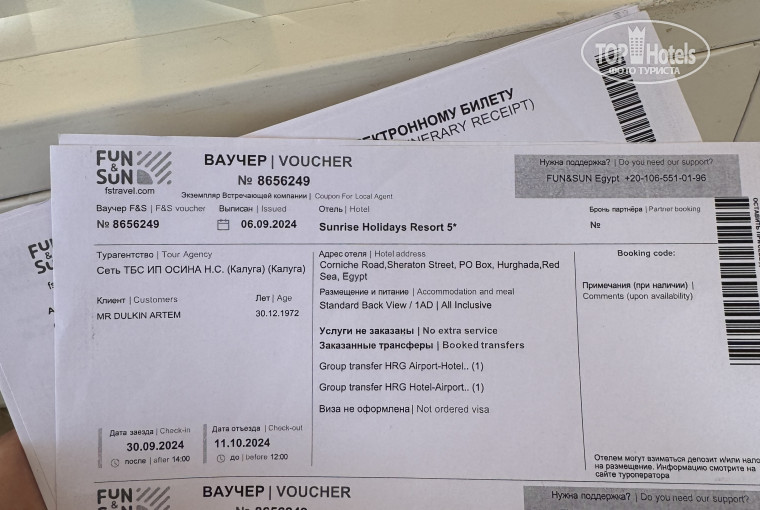 TOP Hotels
ФОТО ТУРИСТА
ЕКТРОННОМУ БИЛЕТУ
INERARY RECEIPT)
FUN & SUN
fstravel.com
ВАУЧЕР | VOUCHER
№ 8656249
Экземпляр Встречающей компании | Coupon For Local Agent
Нужна поддержка? | Do you need our support?
FUN&SUN Egypt +20-106-551-01-96
Ваучер F&S | F&S voucher
№ 8656249
Выписан | Issued
06.09.2024
Отель | Hotel
Sunrise Holidays Resort 5*
Бронь партнёра | Partner booking
№
Турагентство | Tour Agency
Сеть ТБС ИП ОСИНА Н.С. (Калуга) (Калуга)
Клиент | Customers
Лет | Age
MR DULKIN ARTEM
30.12.1972
Адрес отеля | Hotel address
Corniche Road,Sheraton Street, PO Box, Hurghada,Red
Sea, Egypt
Размещение и питание | Accommodation and meal
Standard Back View / 1AD | All Inclusive
Услуги не заказаны | No extra service
Заказанные трансферы | Booked transfers
Group transfer HRG Airport-Hotel.. (1)
Group transfer HRG Hotel-Airport.. (1)
Виза не оформлена | Not ordered visa
Booking code:
Примечания (при наличии) |
Comments (upon availability)
Дата заезда | Check-in
30.09.2024
после | after 14:00
Дата отъезда | Check-out
11.10.2024
до | before 12:00
Отелем могут взиматься депозит и/или нало
на размещение. Информацию смотрите на
сайте туроператора
FUN
&
ВАУЧЕР | VOUCHER
№ 8656249
Нужна поддержка? | Do you need our support?
FUN
&
SUN